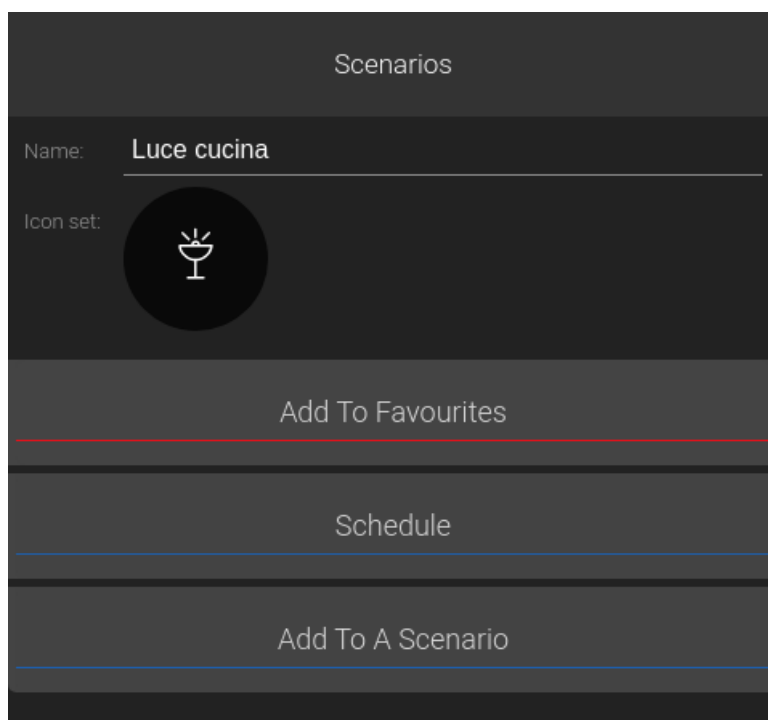 Scenarios
Name: Luce cucina
Icon set:
Add To Favourites
Schedule
Add To A Scenario